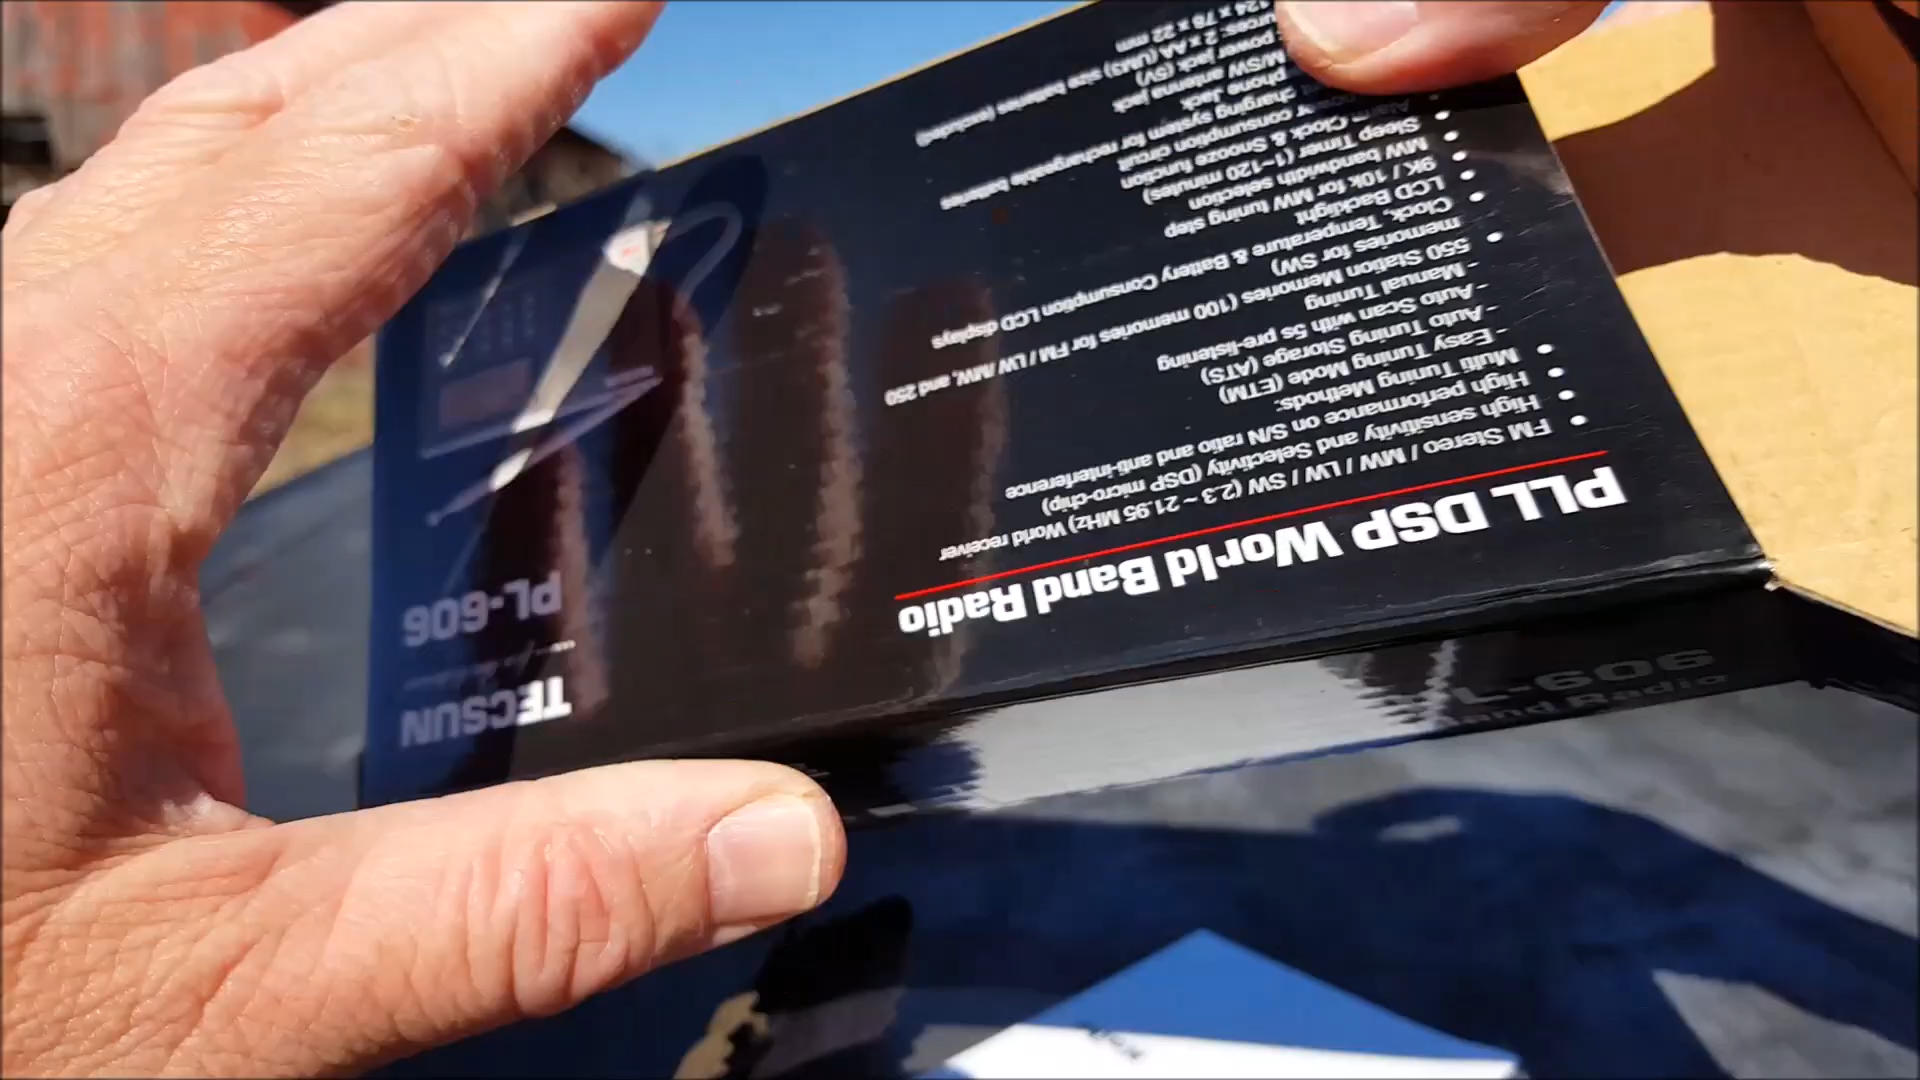 PLL DSP World Band Radio
FM Stereo / MW / LW / SW (2.3 ~ 21.95 MHz) World receiver
High sensitivity and Selectivity (DSP micro-chip)
High performance on S/N ratio and anti-interference
Multi Tuning Methods:
Easy Tuning Mode (ETM)
- Auto Tuning Storage (ATS)
- Auto Scan with 5s pre-listening
- Manual Tuning
550 Station Memories (100 memories for FM / LW /MW, and 250
memories for SW)
Clock, Temperature & Battery Consumption LCD displays
LCD Backlight
9K / 10k for MW tuning step
MW bandwidth selection
Sleep Timer (1~120 minutes)
Alarm Clock & Snooze function
power consumption circuit
charging system for rechargeable batteries
phone Jack
antenna jack
power jack (5V)
2 x AA (UM3) size batteries (excluded)
124 x 78 x 22 mm
TECSUN
PL-606
L-606
Band Radio